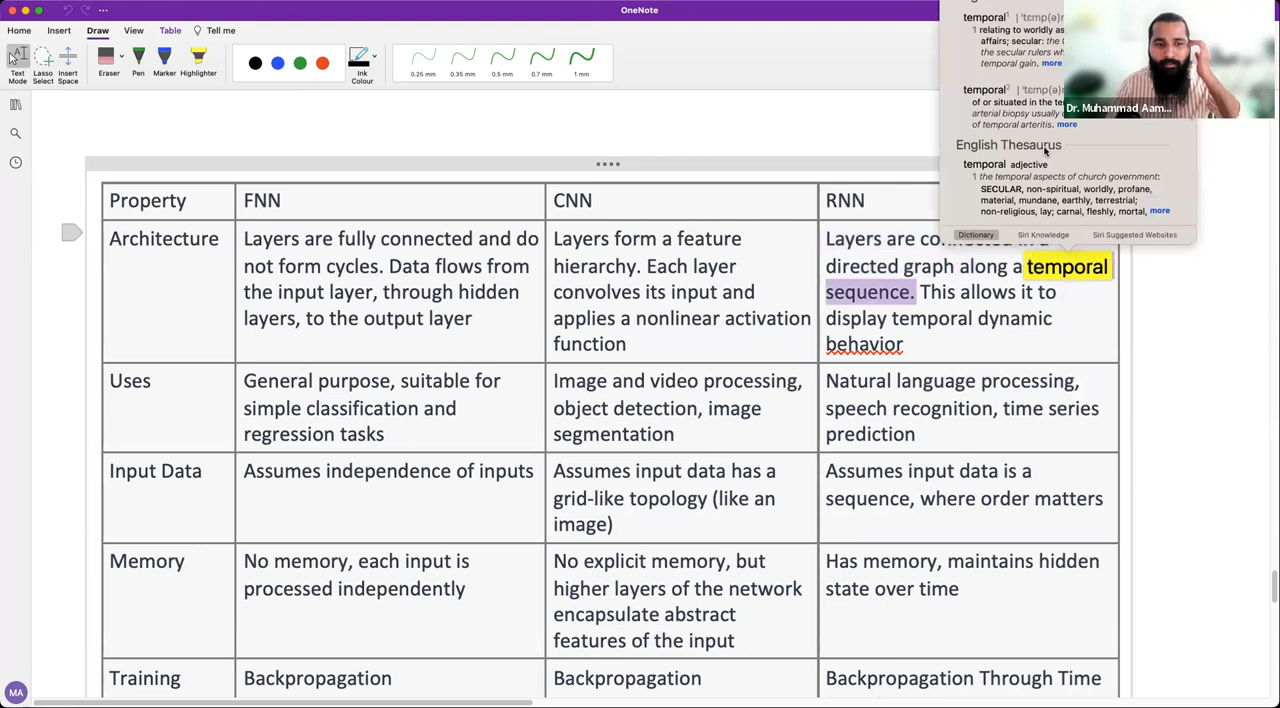 OneNote
Home Insert Draw View Table Tell me
Text Mode
Lasso Select
Insert Space
Eraser
Pen
Marker
Highlighter
Ink Colour
0.25 mm
0.35 mm
0.5 mm
0.7 mm
1 mm
temporal¹ | ˈtɛmp(ə)r
1 relating to worldly as
affairs; secular: the
the secular rulers wh
temporal gain. more
temporal² | ˈtɛmp(ə)r
of or situated in the te
arterial biopsy usually
of temporal arteritis. more
Dr. Muhammad Aam...
English Thesaurus
temporal adjective
1 the temporal aspects of church government:
SECULAR, non-spiritual, worldly, profane,
material, mundane, earthly, terrestrial;
non-religious, lay; carnal, fleshly, mortal, more
Dictionary Siri Knowledge Siri Suggested Websites
Property FNN CNN RNN
Architecture
Layers are fully connected and do
not form cycles. Data flows from
the input layer, through hidden
layers, to the output layer
Layers form a feature
hierarchy. Each layer
convolves its input and
applies a nonlinear activation
function
Layers are connected in a
directed graph along a temporal
sequence. This allows it to
display temporal dynamic
behavior
Uses
General purpose, suitable for
simple classification and
regression tasks
Image and video processing,
object detection, image
segmentation
Natural language processing,
speech recognition, time series
prediction
Input Data
Assumes independence of inputs
Assumes input data has a
grid-like topology (like an
image)
Assumes input data is a
sequence, where order matters
Memory
No memory, each input is
processed independently
No explicit memory, but
higher layers of the network
encapsulate abstract
features of the input
Has memory, maintains hidden
state over time
Training
Backpropagation
Backpropagation
Backpropagation Through Time
MA